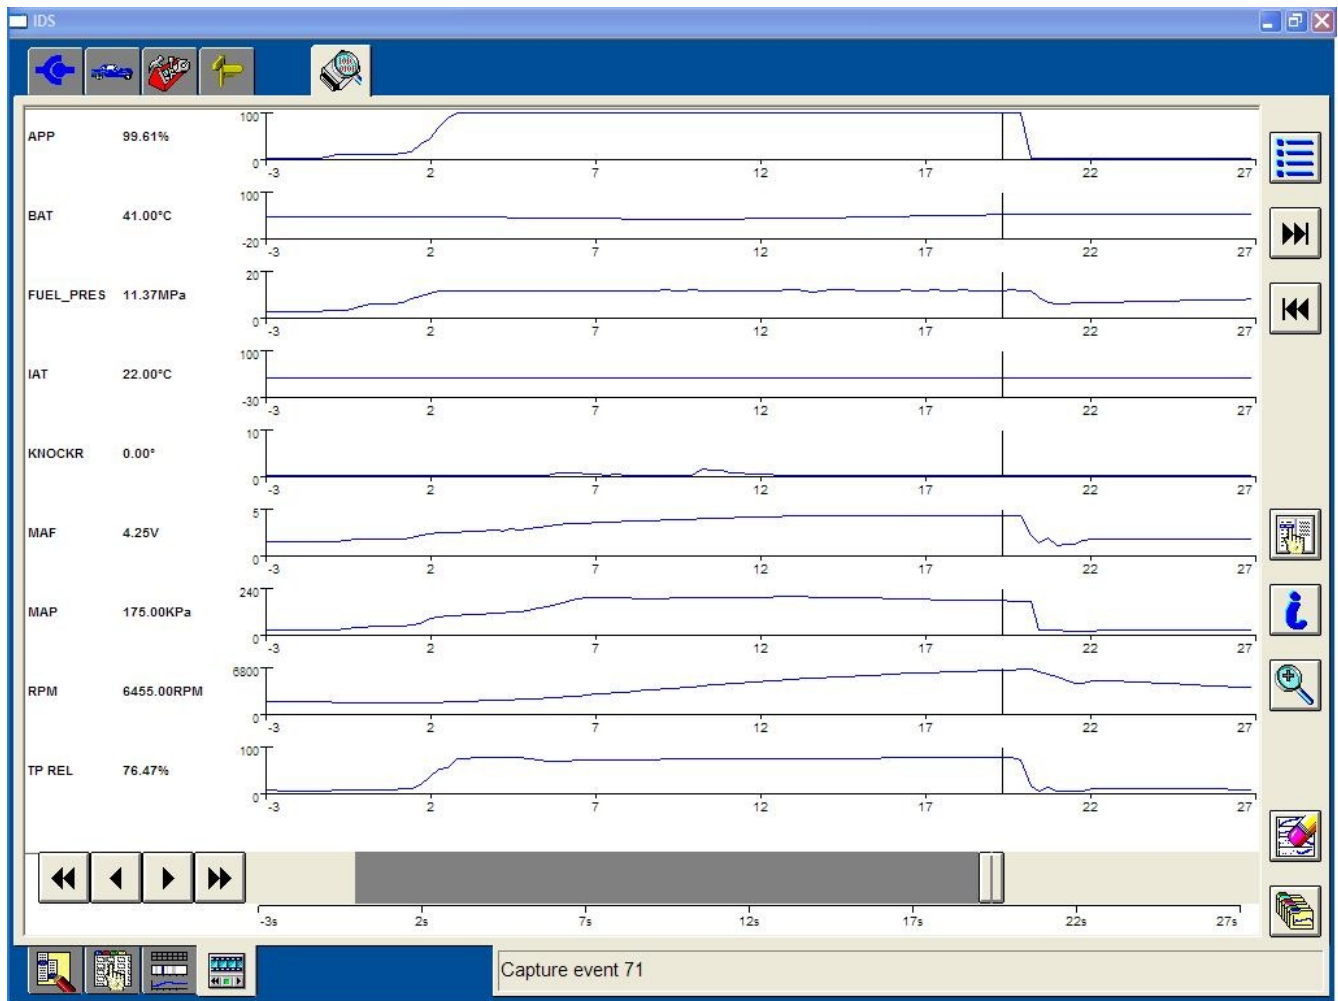 IDS
APP 99.61% 100 0 -3 2 7 12 17 22 27
BAT 41.00°C 100 -20 -3 2 7 12 17 22 27
FUEL_PRES 11.37MPa 20 0 -3 2 7 12 17 22 27
IAT 22.00°C 100 -30 -3 2 7 12 17 22 27
KNOCKR 0.00° 10 0 -3 2 7 12 17 22 27
MAF 4.25V 5 0 -3 2 7 12 17 22 27
MAP 175.00KPa 240 0 -3 2 7 12 17 22 27
RPM 6455.00RPM 6800 0 -3 2 7 12 17 22 27
TP REL 76.47% 100 0 -3 2 7 12 17 22 27
-3s 2s 7s 12s 17s 22s 27s
Capture event 71